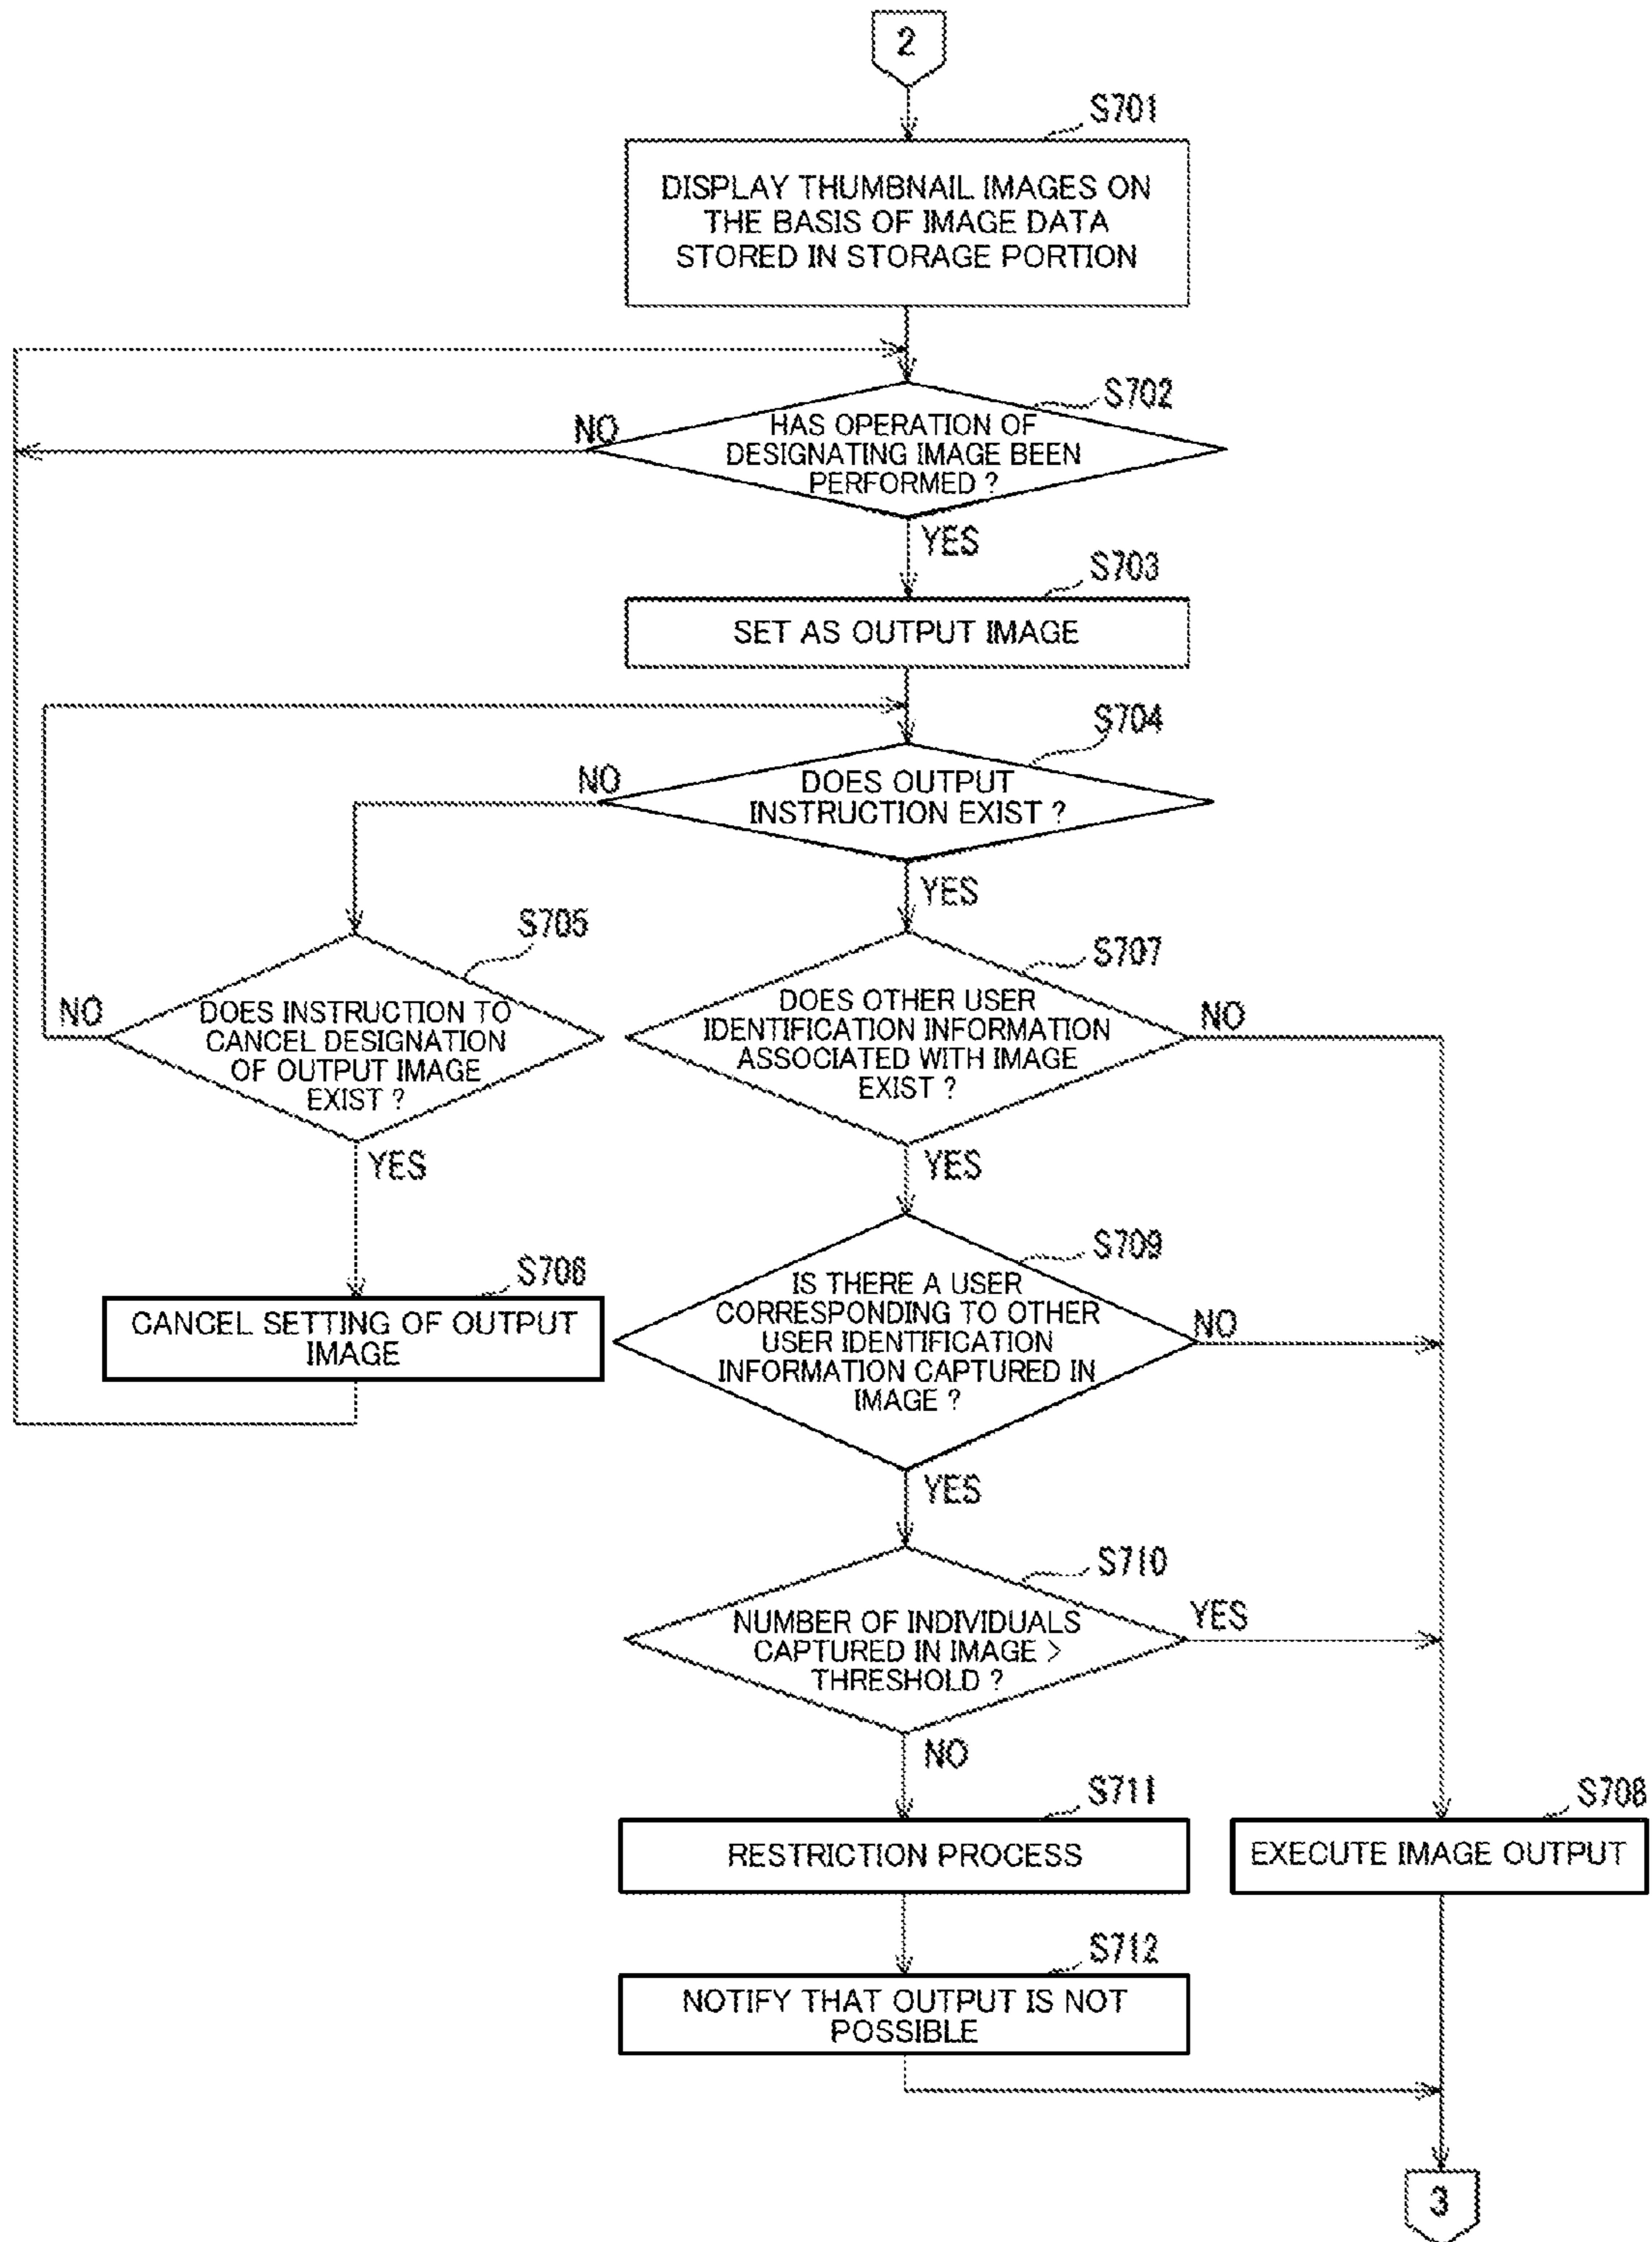 2
S701
DISPLAY THUMBNAIL IMAGES ON
THE BASIS OF IMAGE DATA
STORED IN STORAGE PORTION
S702
NO
HAS OPERATION OF
DESIGNATING IMAGE BEEN
PERFORMED ?
YES
S703
SET AS OUTPUT IMAGE
S704
NO
DOES OUTPUT
INSTRUCTION EXIST ?
YES
S705
NO
DOES INSTRUCTION TO
CANCEL DESIGNATION
OF OUTPUT IMAGE
EXIST ?
YES
S706
CANCEL SETTING OF OUTPUT
IMAGE
S707
DOES OTHER USER
IDENTIFICATION INFORMATION
ASSOCIATED WITH IMAGE
EXIST ?
NO
YES
S709
IS THERE A USER
CORRESPONDING TO OTHER
USER IDENTIFICATION
INFORMATION CAPTURED IN
IMAGE ?
NO
YES
S710
NUMBER OF INDIVIDUALS
CAPTURED IN IMAGE >
THRESHOLD ?
YES
NO
S711
RESTRICTION PROCESS
S708
EXECUTE IMAGE OUTPUT
S712
NOTIFY THAT OUTPUT IS NOT
POSSIBLE
3